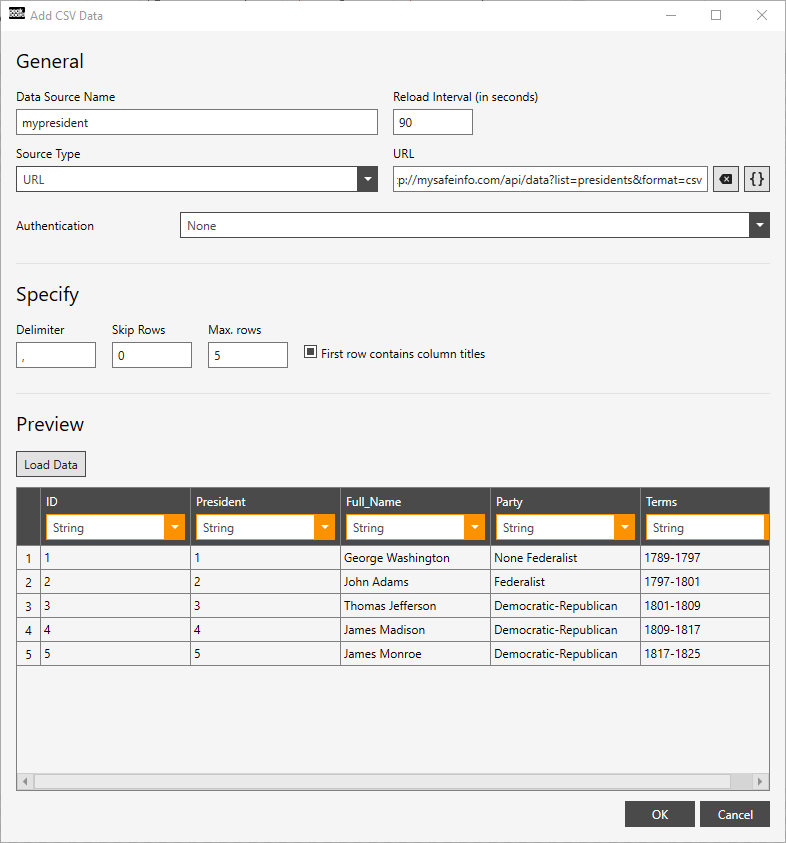 peak board Add CSV Data
General
Data Source Name Reload Interval (in seconds)
mypresident 90
Source Type URL
URL p://mysafeinfo.com/api/data?list=presidents&format=csv {}
Authentication None
Specify
Delimiter Skip Rows Max. rows
, 0 5 First row contains column titles
Preview
Load Data
ID President Full_Name Party Terms
String String String String String
1 1 1 George Washington None Federalist 1789-1797
2 2 2 John Adams Federalist 1797-1801
3 3 3 Thomas Jefferson Democratic-Republican 1801-1809
4 4 4 James Madison Democratic-Republican 1809-1817
5 5 5 James Monroe Democratic-Republican 1817-1825
OK Cancel